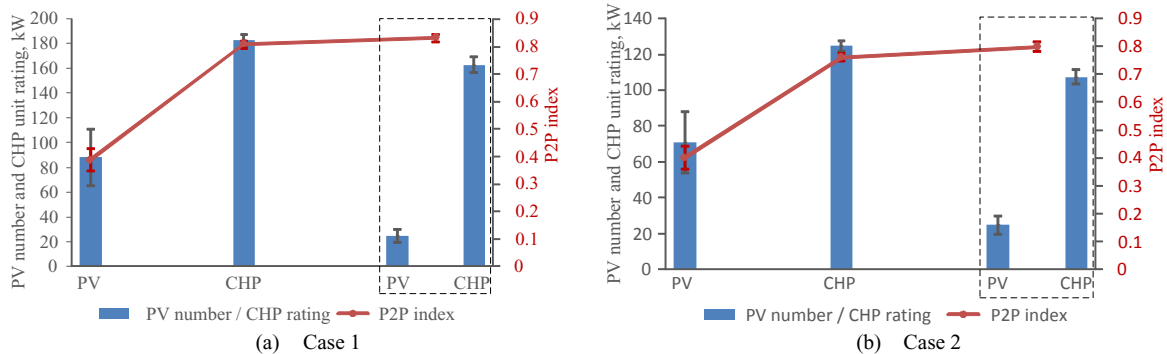 PV number and CHP unit rating, kW
200
180
160
140
120
100
80
60
40
20
0
0.9
0.8
0.7
0.6
0.5
0.4
0.3
0.2
0.1
0
P2P index
PV
CHP
PV
CHP
PV number / CHP rating
P2P index
(a) Case 1
PV number and CHP unit rating, kW
140
120
100
80
60
40
20
0
0.9
0.8
0.7
0.6
0.5
0.4
0.3
0.2
0.1
0
P2P index
PV
CHP
PV
CHP
PV number / CHP rating
P2P index
(b) Case 2